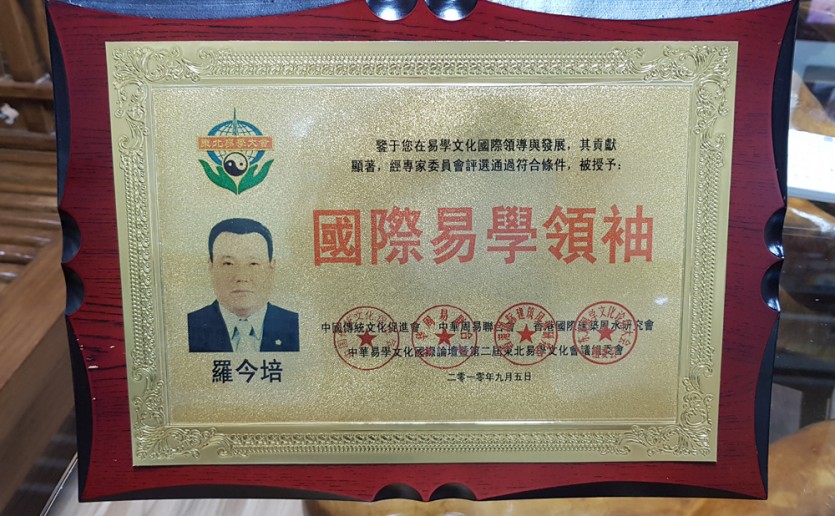 東北易學大會
鑒于您在易學文化國際領導與發展，其貢獻
顯著，經專家委員會評選通過符合條件，被授予：
國際易學領袖
中國傳統文化促進會 中華周易聯合會 香港國際建築風水研究會
中華易學文化國際論壇暨第二屆東北易學文化會議組委會
羅今培
二零一零年九月五日